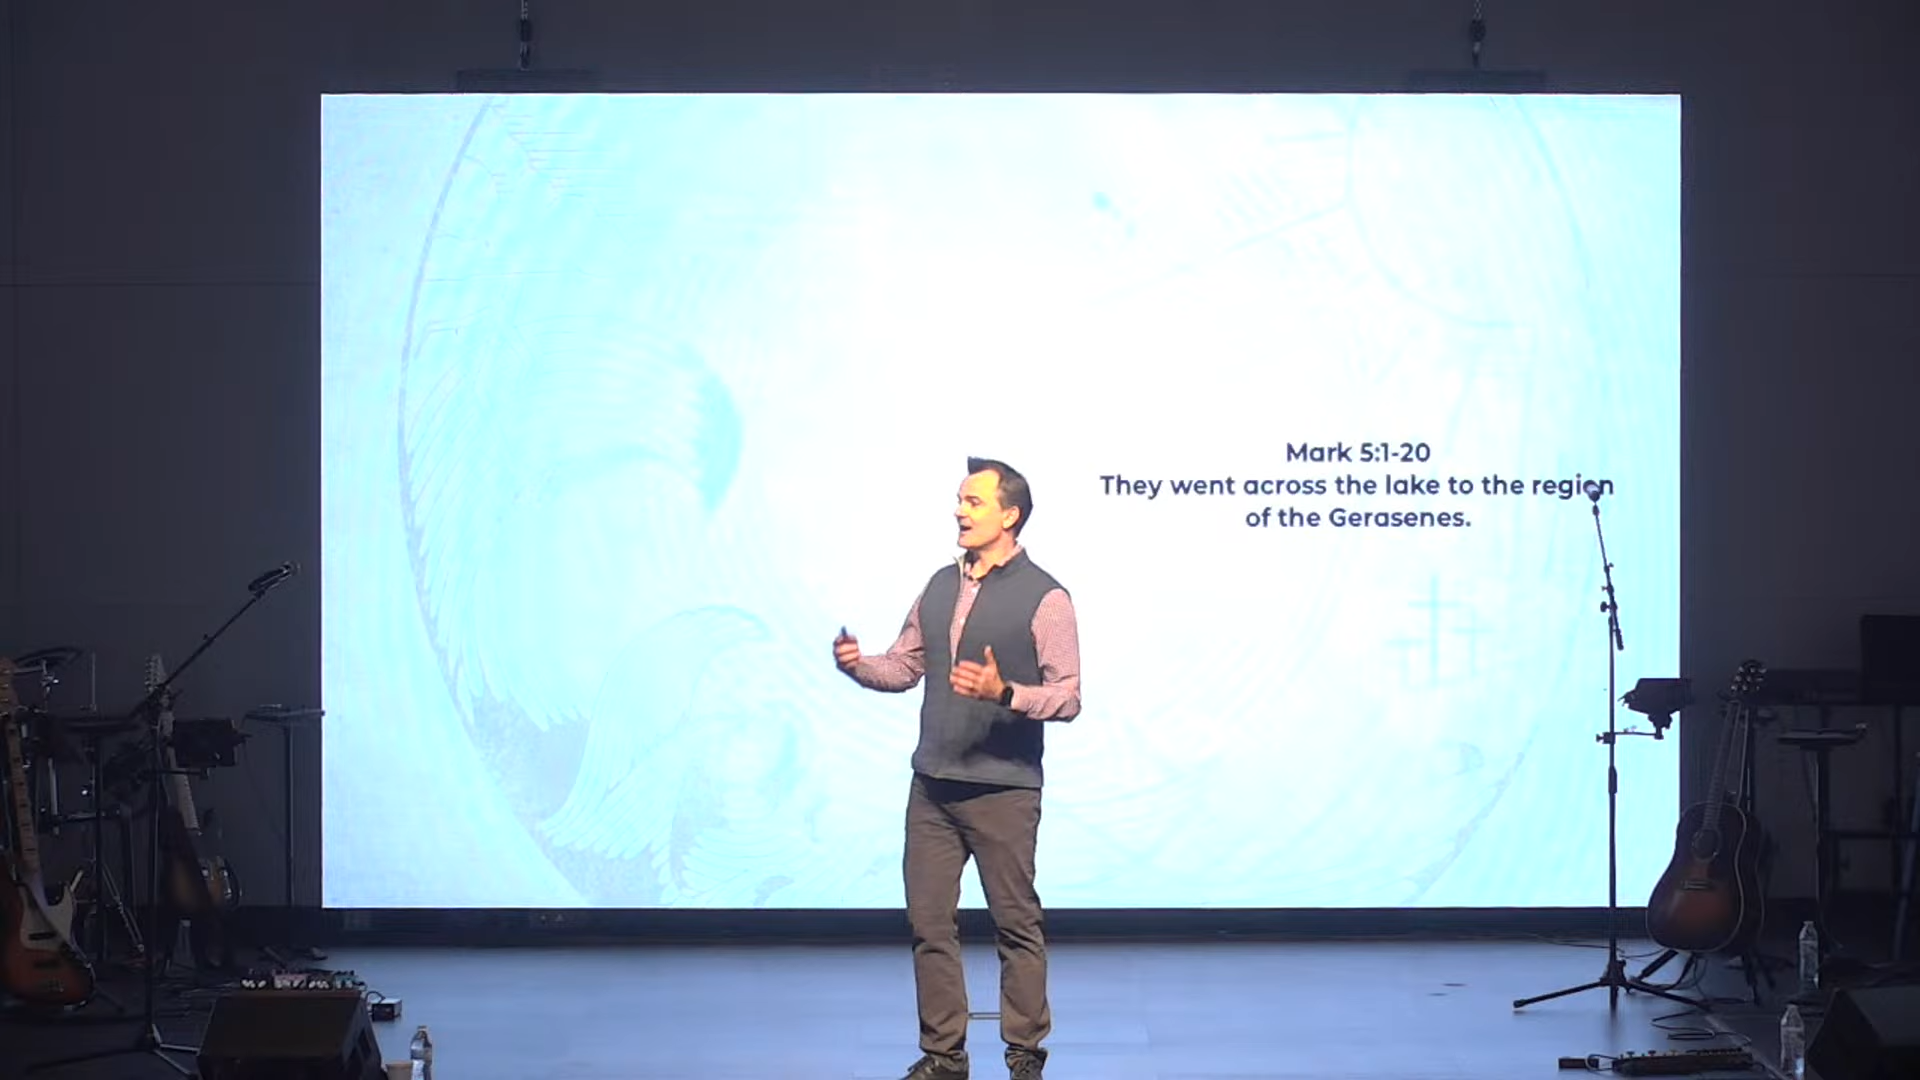 Mark 5:1-20
They went across the lake to the region
of the Gerasenes.